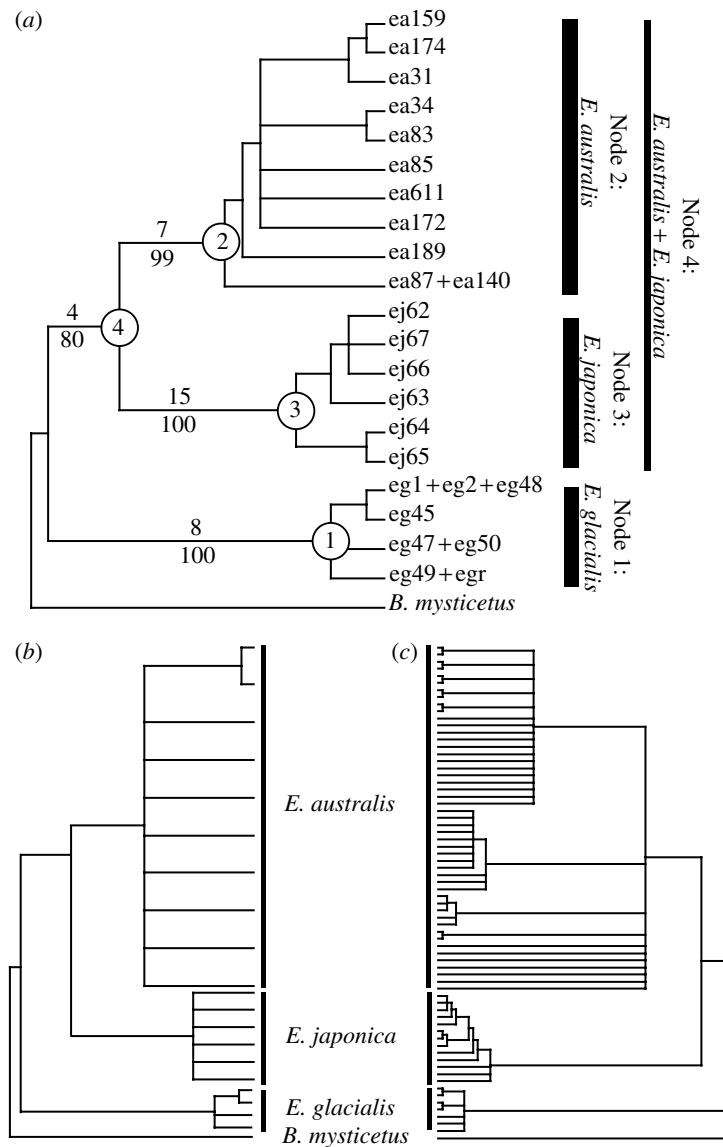 (a)
ea159
ea174
ea31
ea34
ea83
ea85
ea611
ea172
ea189
ea87+ea140
ej62
ej67
ej66
ej63
ej64
ej65
eg1+eg2+eg48
eg45
eg47+eg50
eg49+egr
B. mysticetus
7
99
2
4
80
4
15
100
3
8
100
1
Node 2:
E. australis
Node 3:
E. japonica
Node 1:
E. glacialis
Node 4:
E. australis + E. japonica
(b)
(c)
E. australis
E. japonica
E. glacialis
B. mysticetus